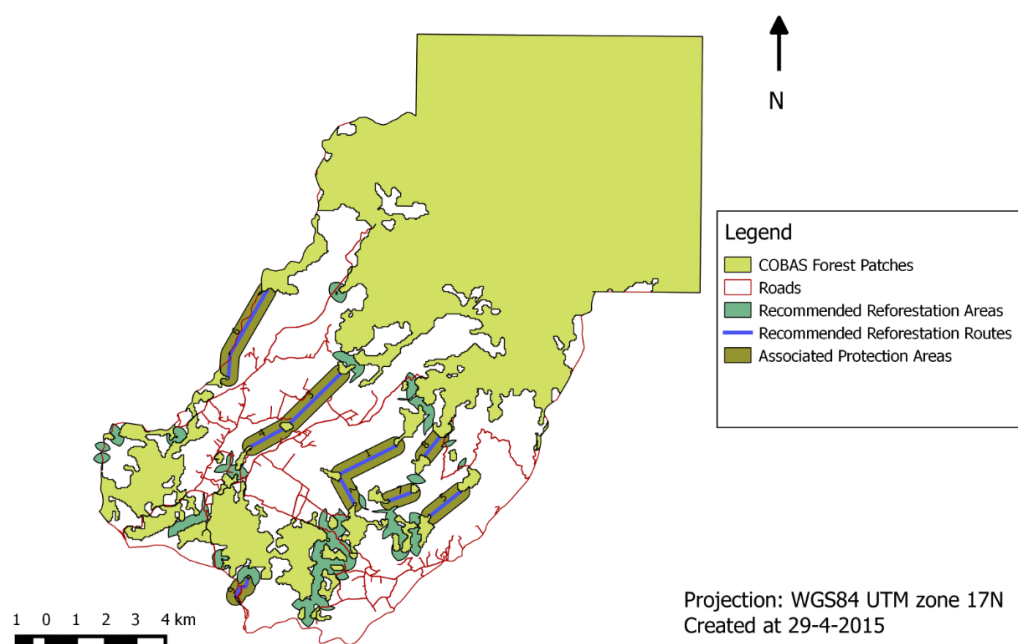 N
Legend
COBAS Forest Patches
Roads
Recommended Reforestation Areas
Recommended Reforestation Routes
Associated Protection Areas
1 0 1 2 3 4 km
Projection: WGS84 UTM zone 17N
Created at 29-4-2015